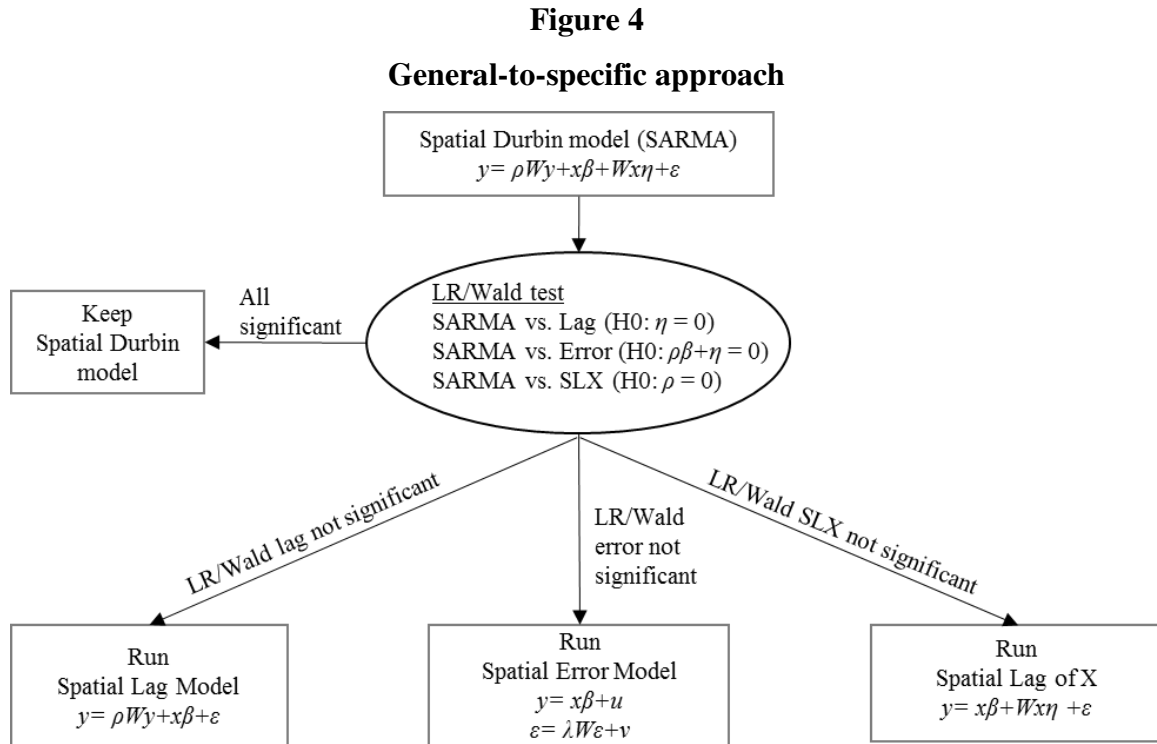 Figure 4
General-to-specific approach
Spatial Durbin model (SARMA)
y= ρWy+xβ+Wxη+ε
LR/Wald test
SARMA vs. Lag (H0: η = 0)
SARMA vs. Error (H0: ρβ+η = 0)
SARMA vs. SLX (H0: ρ = 0)
All
significant
Keep
Spatial Durbin
model
LR/Wald lag not significant
LR/Wald
error not
significant
LR/Wald SLX not significant
Run
Spatial Lag Model
y= ρWy+xβ+ε
Run
Spatial Error Model
y= xβ+u
ε= λWε+v
Run
Spatial Lag of X
y= xβ+Wxη +ε